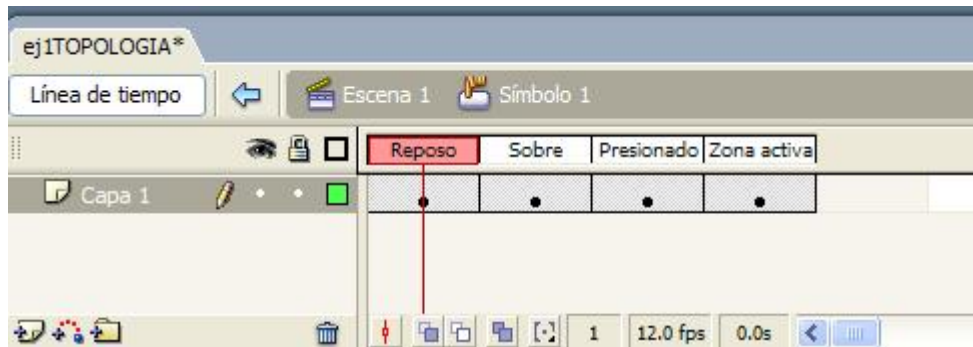 ej1TOPOLOGIA*
Línea de tiempo Escena 1 Símbolo 1
Reposo Sobre Presionado Zona activa
Capa 1
1 12.0 fps 0.0s